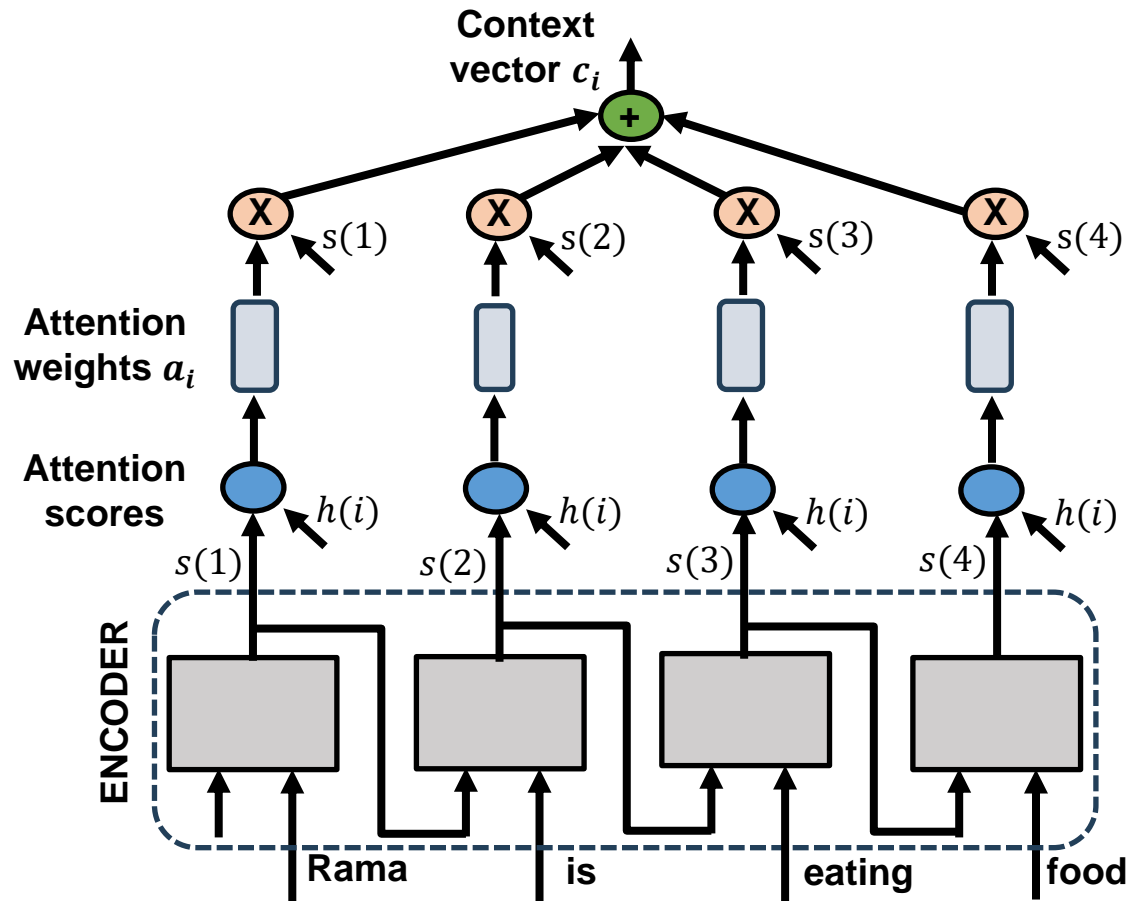 Context
vector c_i
+
X X X X
s(1) s(2) s(3) s(4)
Attention
weights a_i
Attention
scores
h(i) h(i) h(i) h(i)
s(1) s(2) s(3) s(4)
ENCODER
Rama is eating food